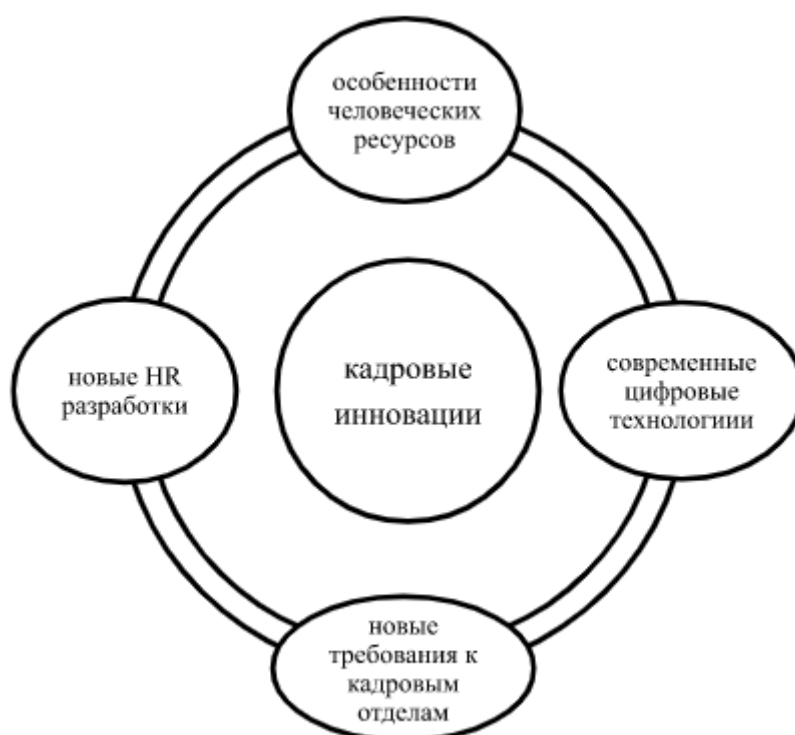 особенности
человеческих
ресурсов
новые HR
разработки
кадровые
инновации
современные
цифровые
технологиии
новые
требования к
кадровым
отделам